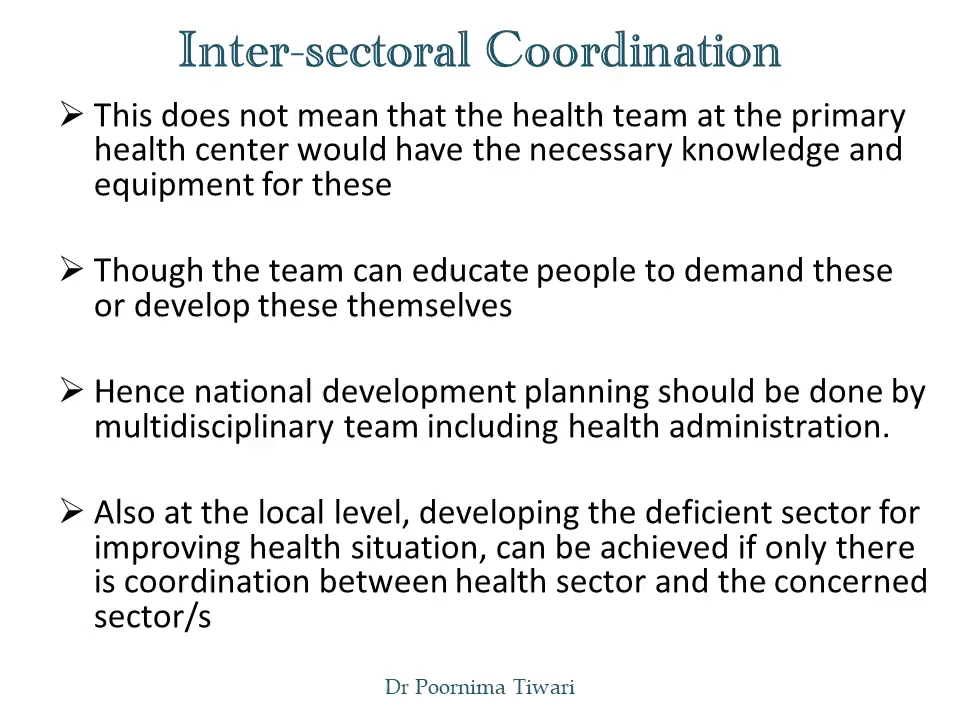 Inter-sectoral Coordination
➢ This does not mean that the health team at the primary
health center would have the necessary knowledge and
equipment for these
➢ Though the team can educate people to demand these
or develop these themselves
➢ Hence national development planning should be done by
multidisciplinary team including health administration.
➢ Also at the local level, developing the deficient sector for
improving health situation, can be achieved if only there
is coordination between health sector and the concerned
sector/s
Dr Poornima Tiwari